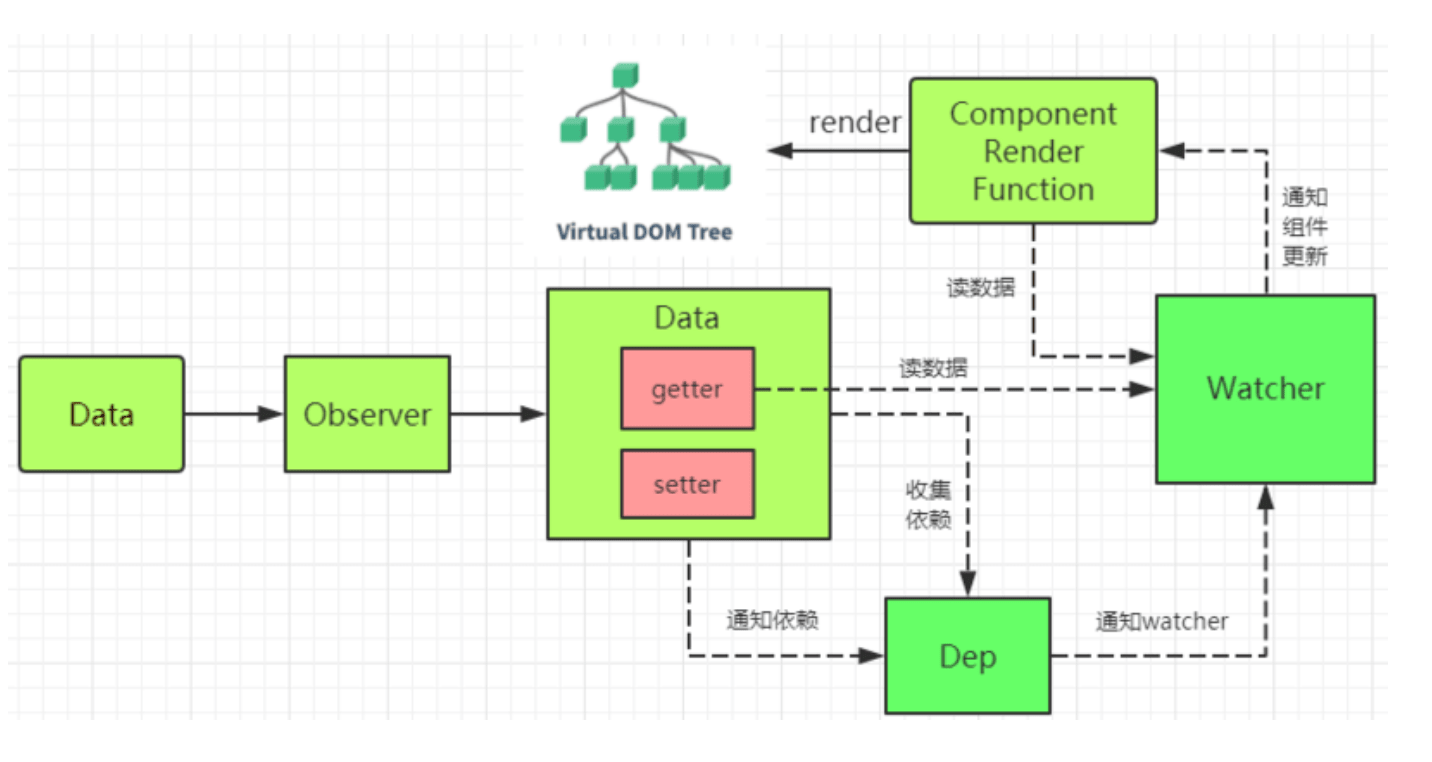 render
Component
Render
Function
通知
组件
更新
Virtual DOM Tree
读数据
Data
Observer
Data
getter
setter
读数据
Watcher
收集
依赖
通知依赖
Dep
通知watcher